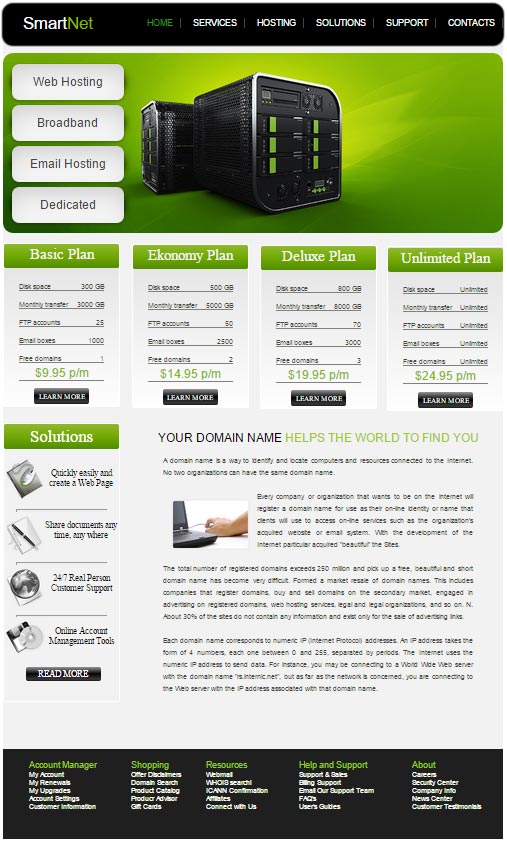 SmartNet
HOME SERVICES HOSTING SOLUTIONS SUPPORT CONTACTS
Web Hosting
Broadband
Email Hosting
Dedicated
Basic Plan
Disk space 300 GB
Monthly transfer 3000 GB
FTP accounts 25
Email boxes 1000
Free domains 1
$9.95 p/m
LEARN MORE
Ekonomy Plan
Disk space 500 GB
Monthly transfer 5000 GB
FTP accounts 50
Email boxes 2500
Free domains 2
$14.95 p/m
LEARN MORE
Deluxe Plan
Disk space 800 GB
Monthly transfer 8000 GB
FTP accounts 70
Email boxes 3000
Free domains 3
$19.95 p/m
LEARN MORE
Unlimited Plan
Disk space Unlimited
Monthly transfer Unlimited
FTP accounts Unlimited
Email boxes Unlimited
Free domains Unlimited
$24.95 p/m
LEARN MORE
Solutions
Quickly easily and
create a Web Page
Share documents any
time, any where
24/7 Real Person
Customer Support
Online Account
Management Tools
READ MORE
YOUR DOMAIN NAME HELPS THE WORLD TO FIND YOU
A domain name is a way to identify and locate computers and resources connected to the Internet.
No two organizations can have the same domain name.
Every company or organization that wants to be on the Internet will
register a domain name for use as their on-line identity or name that
clients will use to access on-line services such as the organization's
acquired website or email system. With the development of the
Internet particular acquired "beautiful" the Sites.
The total number of registered domains exceeds 250 million and pick up a free, beautiful and short
domain name has become very difficult. Formed a market resale of domain names. This includes
companies that register domains, buy and sell domains on the secondary market, engaged in
advertising on registered domains, web hosting services, legal and legal organizations, and so on. N.
About 30% of the sites do not contain any information and exist only for the sale of advertising links.
Each domain name corresponds to numeric IP (Internet Protocol) addresses. An IP address takes the
form of 4 numbers, each one between 0 and 255, separated by periods. The Internet uses the
numeric IP address to send data. For instance, you may be connecting to a World Wide Web server
with the domain name "rs.internic.net", but as far as the network is concerned, you are connecting to
the Web server with the IP address associated with that domain name.
Account Manager
My Account
My Renewals
My Upgrades
Account Settings
Customer Information
Shopping
Offer Disclaimers
Domain Search
Product Catalog
Product Advisor
Gift Cards
Resources
Webmail
WHOIS search!
ICANN Confirmation
Affiliates
Connect with Us
Help and Support
Support & Sales
Billing Support
Email Our Support Team
FAQ's
User's Guides
About
Careers
Security Center
Company Info
News Center
Customer Testimonials